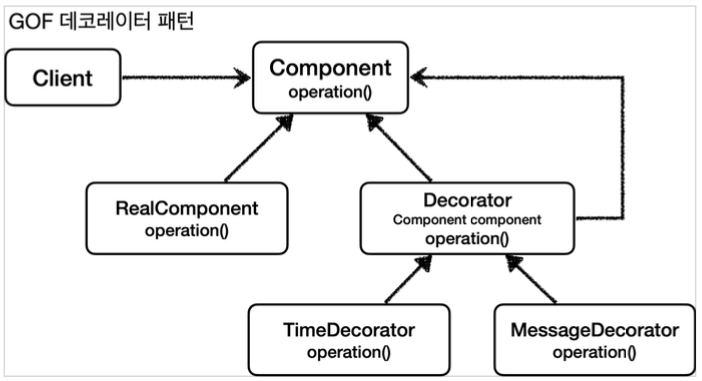 GOF 데코레이터 패턴
Client
Component
operation()
RealComponent
operation()
Decorator
Component component
operation()
TimeDecorator
operation()
MessageDecorator
operation()